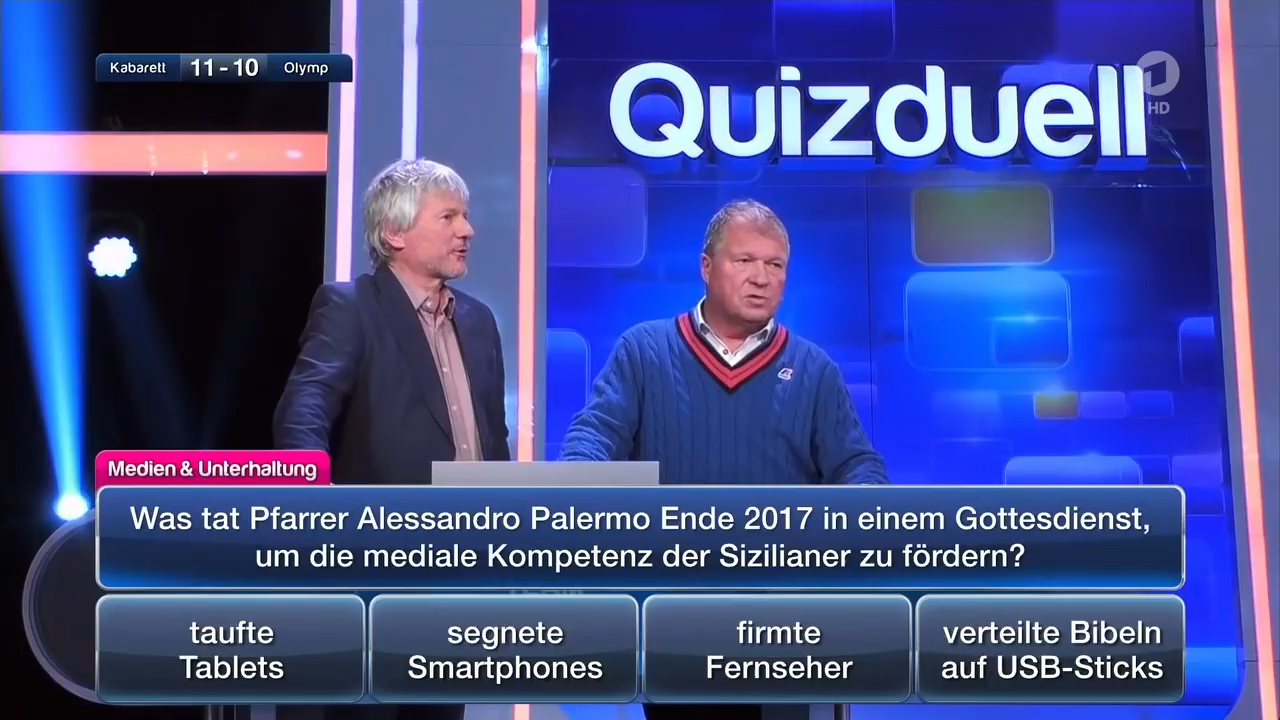 Kabarett 11-10 Olymp
Quizduell
1
HD
Medien & Unterhaltung
Was tat Pfarrer Alessandro Palermo Ende 2017 in einem Gottesdienst,
um die mediale Kompetenz der Sizilianer zu fördern?
taufte
Tablets
segnete
Smartphones
firmte
Fernseher
verteilte Bibeln
auf USB-Sticks